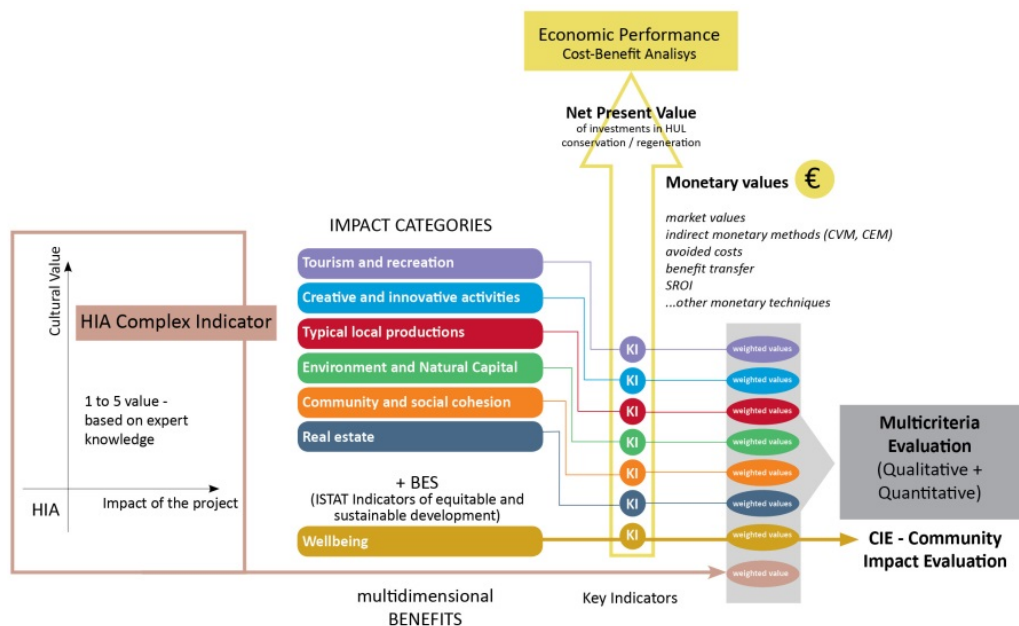 Economic Performance
Cost-Benefit Analisys
Net Present Value
of investments in HUL
conservation / regeneration
Monetary values €
market values
indirect monetary methods (CVM, CEM)
avoided costs
benefit transfer
SROI
...other monetary techniques
IMPACT CATEGORIES
Tourism and recreation
Creative and innovative activities
Typical local productions
Environment and Natural Capital
Community and social cohesion
Real estate
+ BES
(ISTAT Indicators of equitable and
sustainable development)
Wellbeing
Cultural Value
HIA Complex Indicator
1 to 5 value -
based on expert
knowledge
HIA
Impact of the project
KI
KI
KI
KI
KI
KI
KI
weighted values
weighted values
weighted values
weighted values
weighted values
weighted values
weighted values
weighted value
Multicriteria
Evaluation
(Qualitative +
Quantitative)
CIE - Community
Impact Evaluation
multidimensional
BENEFITS
Key Indicators